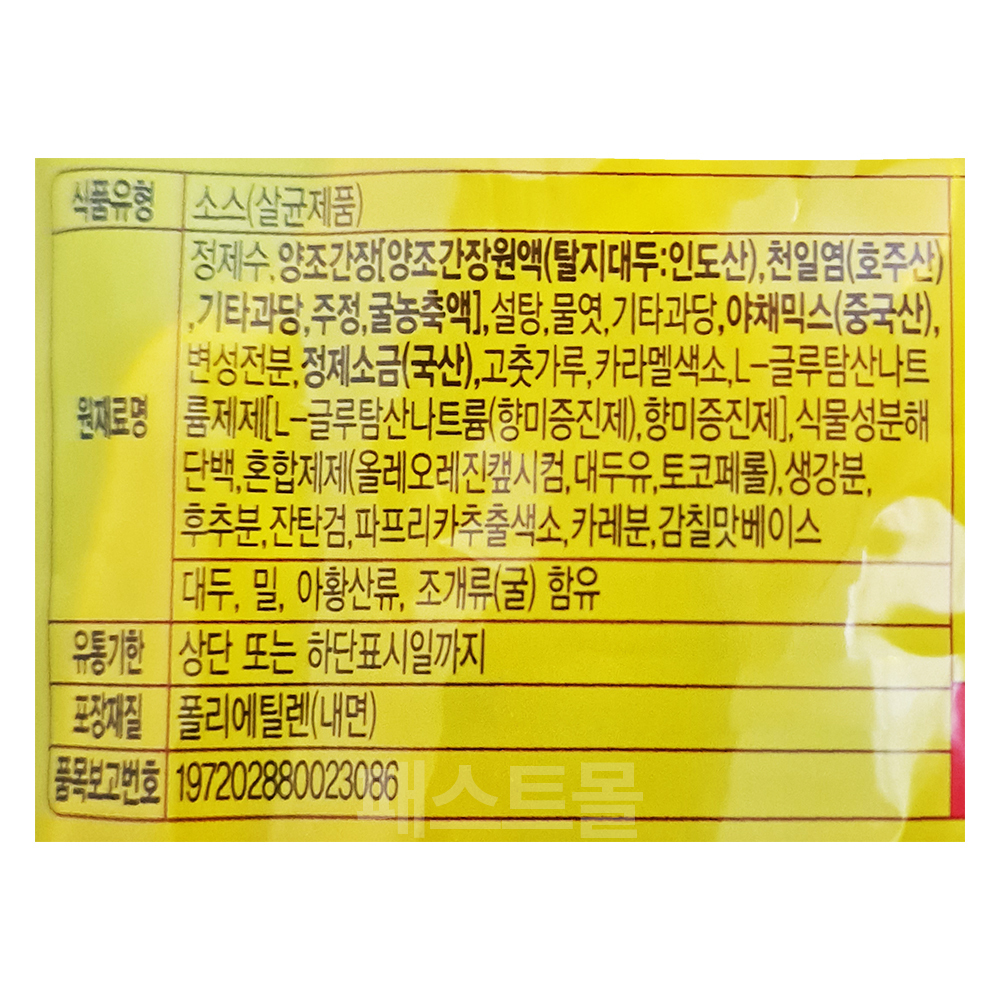 식품유형 소스(살균제품)
원재료명
정제수,양조간장[양조간장원액(탈지대두:인도산),천일염(호주산)
,기타과당,주정,굴농축액],설탕,물엿,기타과당,야채믹스(중국산),
변성전분,정제소금(국산),고춧가루,카라멜색소,L-글루탐산나트
륨제제[L-글루탐산나트륨(향미증진제),향미증진제],식물성분해
단백,혼합제제(올레오레진캪시컴,대두유,토코페롤),생강분,
후추분,잔탄검,파프리카추출색소,카레분,감칠맛베이스
대두, 밀, 아황산류, 조개류(굴) 함유
유통기한 상단 또는 하단표시일까지
포장재질 폴리에틸렌(내면)
품목보고번호 197202880023086
패스트몰